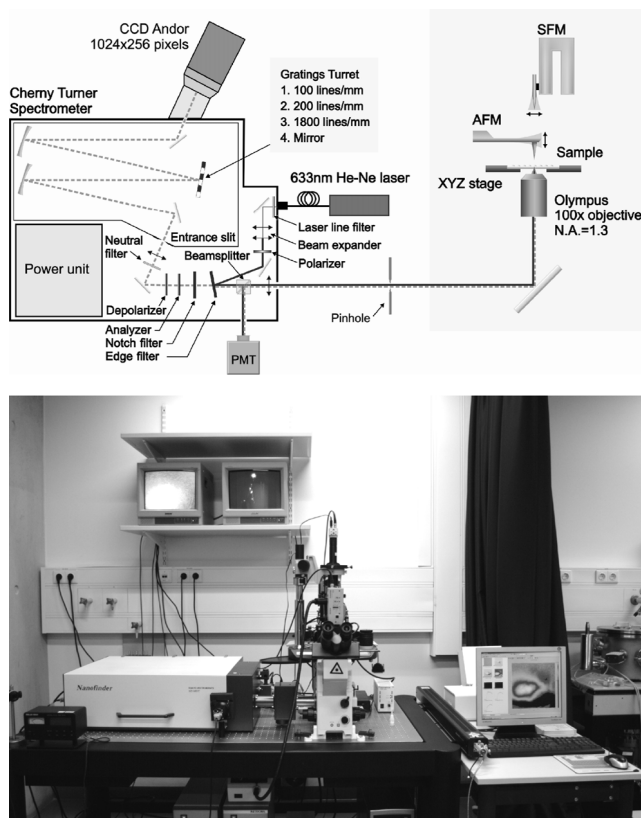 CCD Andor
1024x256 pixels
SFM
Gratings Turret
1. 100 lines/mm
2. 200 lines/mm
3. 1800 lines/mm
4. Mirror
Cherny Turner
Spectrometer
AFM
Sample
XYZ stage
633nm He-Ne laser
Olympus
100x objective
N.A.=1.3
Laser line filter
Entrance slit
Beam expander
Neutral
filter
Beamsplitter
Polarizer
Power unit
Depolarizer
Analyzer
Notch filter
Edge filter
Pinhole
PMT
Nanofinder